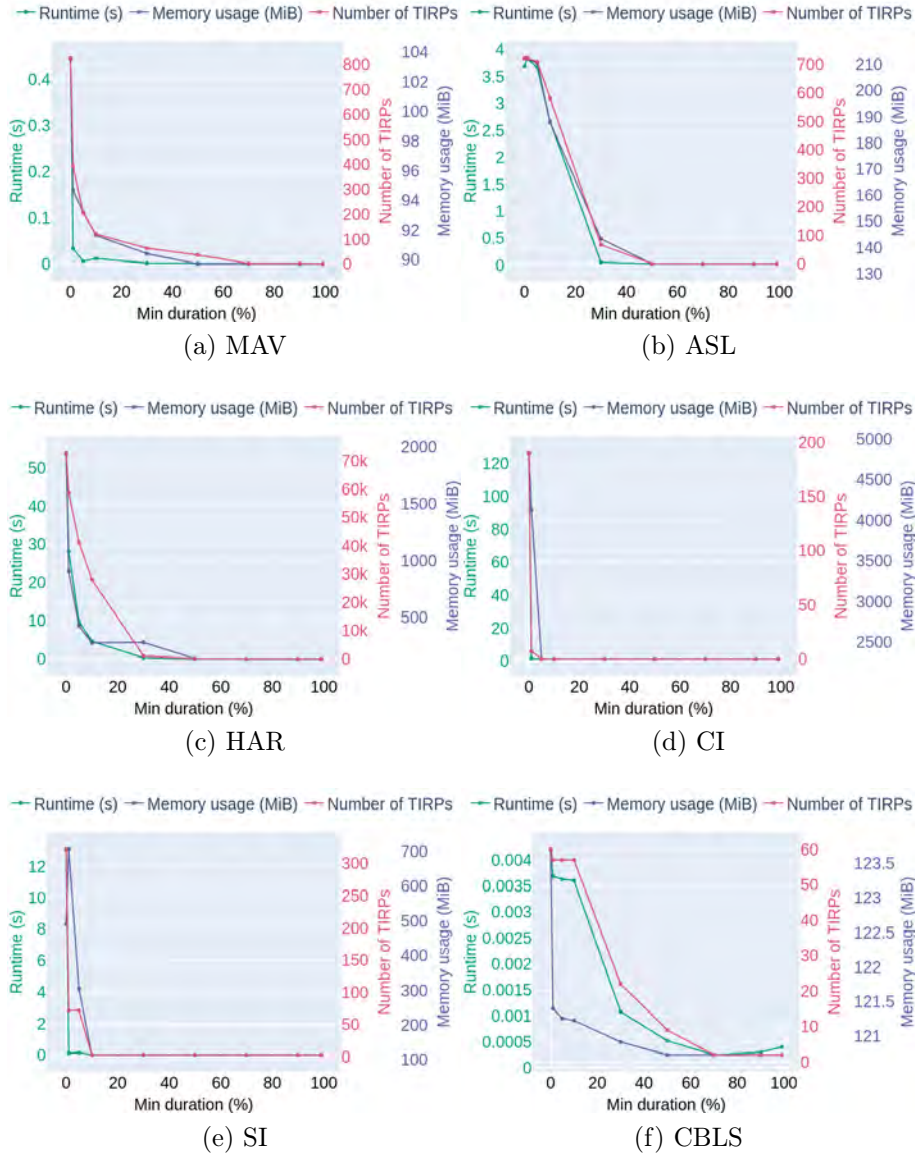 Runtime (s) Memory usage (MiB) Number of TIRPs
0.4
0.3
0.2
0.1
0
Runtime (s)
800
700
600
500
400
300
200
100
0
Number of TIRPs
104
102
100
98
96
94
92
90
Memory usage (MiB)
0 20 40 60 80 100
Min duration (%)
(a) MAV
Runtime (s) Memory usage (MiB) Number of TIRPs
4
3.5
3
2.5
2
1.5
1
0.5
0
Runtime (s)
700
600
500
400
300
200
100
0
Number of TIRPs
210
200
190
180
170
160
150
140
130
Memory usage (MiB)
0 20 40 60 80 100
Min duration (%)
(b) ASL
Runtime (s) Memory usage (MiB) Number of TIRPs
50
40
30
20
10
0
Runtime (s)
70k
60k
50k
40k
30k
20k
10k
0
Number of TIRPs
2000
1500
1000
500
Memory usage (MiB)
0 20 40 60 80 100
Min duration (%)
(c) HAR
Runtime (s) Memory usage (MiB) Number of TIRPs
120
100
80
60
40
20
0
Runtime (s)
200
150
100
50
0
Number of TIRPs
5000
4500
4000
3500
3000
2500
Memory usage (MiB)
0 20 40 60 80 100
Min duration (%)
(d) CI
Runtime (s) Memory usage (MiB) Number of TIRPs
12
10
8
6
4
2
0
Runtime (s)
300
250
200
150
100
50
0
Number of TIRPs
700
600
500
400
300
200
100
Memory usage (MiB)
0 20 40 60 80 100
Min duration (%)
(e) SI
Runtime (s) Memory usage (MiB) Number of TIRPs
0.004
0.0035
0.003
0.0025
0.002
0.0015
0.001
0.0005
0
Runtime (s)
60
50
40
30
20
10
0
Number of TIRPs
123.5
123
122.5
122
121.5
121
Memory usage (MiB)
0 20 40 60 80 100
Min duration (%)
(f) CBLS